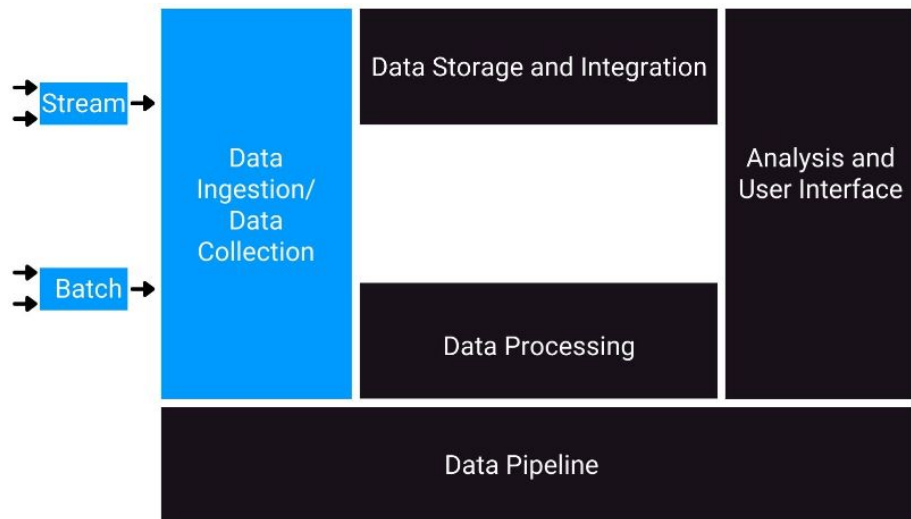 Stream
Batch
Data
Ingestion/
Data
Collection
Data Storage and Integration
Data Processing
Analysis and
User Interface
Data Pipeline